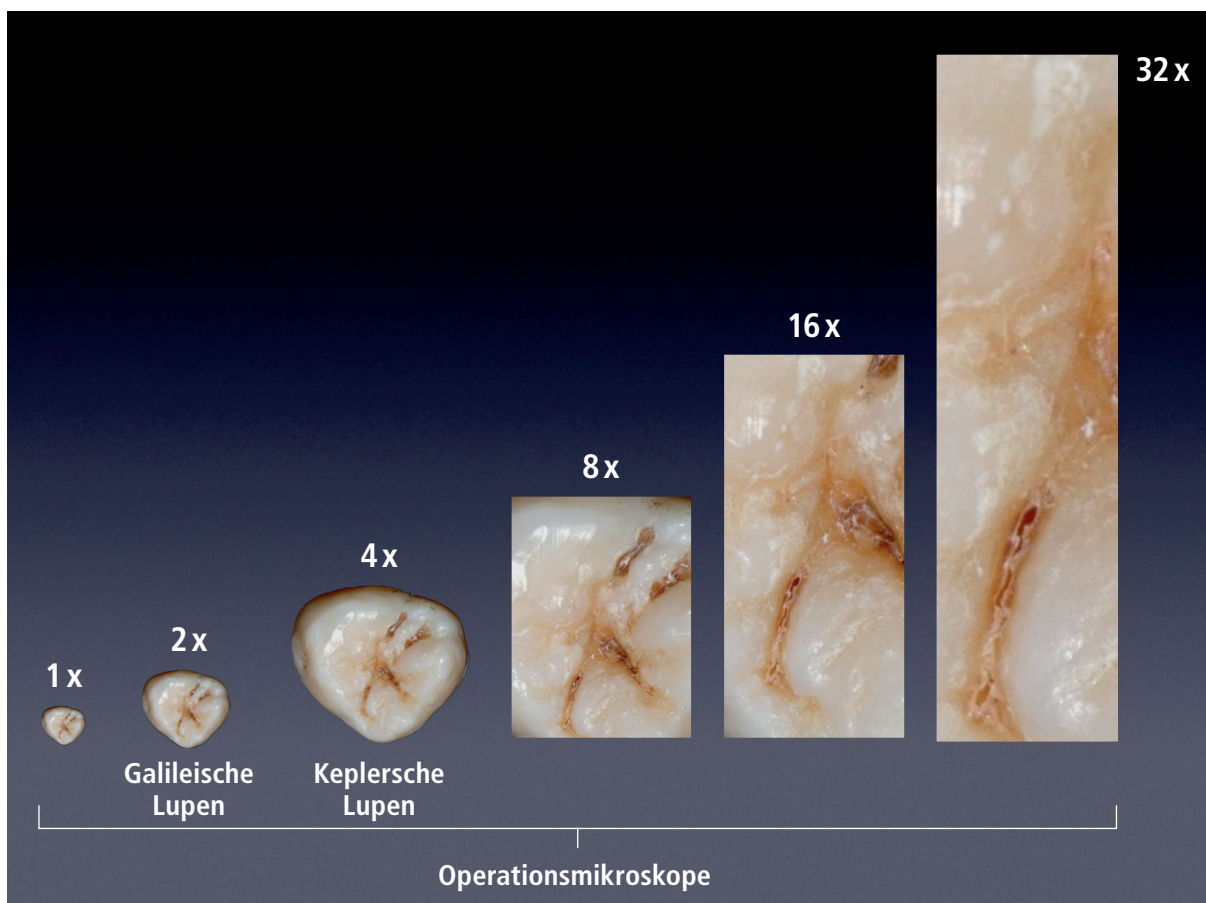 1 x
2 x
4 x
8 x
16 x
32 x
Galileische
Lupen
Keplersche
Lupen
Operationsmikroskope